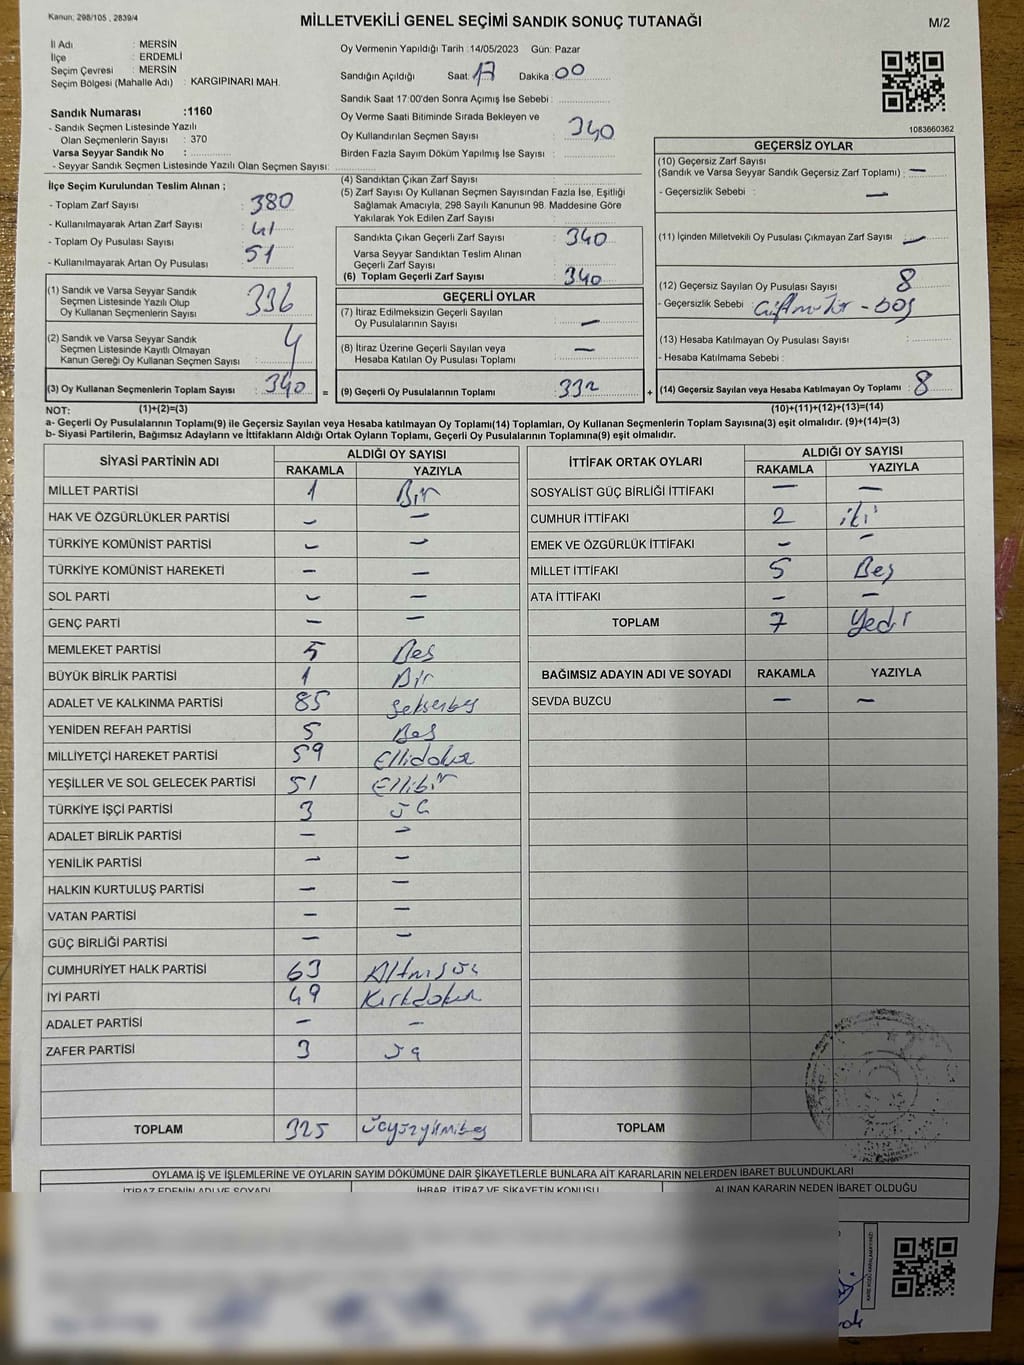 Kanun; 298/105 , 2839/4
MİLLETVEKİLİ GENEL SEÇİMİ SANDIK SONUÇ TUTANAĞI
M/2
İl Adı : MERSİN
İlçe : ERDEMLİ
Seçim Çevresi : MERSİN
Seçim Bölgesi (Mahalle Adı) : KARGIPINARI MAH.
Sandık Numarası :1160
- Sandık Seçmen Listesinde Yazılı
Olan Seçmenlerin Sayısı : 370
Varsa Seyyar Sandık No :
- Seyyar Sandık Seçmen Listesinde Yazılı Olan Seçmen Sayısı:
Oy Vermenin Yapıldığı Tarih :14/05/2023 Gün: Pazar
Sandığın Açıldığı Saat: 17 Dakika: 00
Sandık Saat 17:00'den Sonra Açımış İse Sebebi :
Oy Verme Saati Bitiminde Sırada Bekleyen ve
Oy Kullandırılan Seçmen Sayısı : 340
Birden Fazla Sayım Döküm Yapılmış İse Sayısı :
1083660362
İlçe Seçim Kurulundan Teslim Alınan ;
- Toplam Zarf Sayısı : 380
- Kullanılmayarak Artan Zarf Sayısı : 41
- Toplam Oy Pusulası Sayısı : 51
- Kullanılmayarak Artan Oy Pusulası :
(1) Sandık ve Varsa Seyyar Sandık
Seçmen Listesinde Yazılı Olup
Oy Kullanan Seçmenlerin Sayısı : 336
(2) Sandık ve Varsa Seyyar Sandık
Seçmen Listesinde Kayıtlı Olmayan
Kanun Gereği Oy Kullanan Seçmen Sayısı : 4
(3) Oy Kullanan Seçmenlerin Toplam Sayısı : 340 =
(4) Sandıktan Çıkan Zarf Sayısı :
(5) Zarf Sayısı Oy Kullanan Seçmen Sayısından Fazla İse, Eşitliği
Sağlamak Amacıyla, 298 Sayılı Kanunun 98. Maddesine Göre
Yakılarak Yok Edilen Zarf Sayısı :
Sandıkta Çıkan Geçerli Zarf Sayısı : 340
Varsa Seyyar Sandıktan Teslim Alınan
Geçerli Zarf Sayısı :
(6) Toplam Geçerli Zarf Sayısı : 340
GEÇERLİ OYLAR
(7) İtiraz Edilmeksizin Geçerli Sayılan
Oy Pusulalarının Sayısı : —
(8) İtiraz Üzerine Geçerli Sayılan veya
Hesaba Katılan Oy Pusulası Toplamı : —
(9) Geçerli Oy Pusulalarının Toplamı : 332 +
GEÇERSİZ OYLAR
(10) Geçersiz Zarf Sayısı
(Sandık ve Varsa Seyyar Sandık Geçersiz Zarf Toplamı) : —
- Geçersizlik Sebebi : —
(11) İçinden Milletvekili Oy Pusulası Çıkmayan Zarf Sayısı : —
(12) Geçersiz Sayılan Oy Pusulası Sayısı : 8
- Geçersizlik Sebebi : - boş
(13) Hesaba Katılmayan Oy Pusulası Sayısı :
- Hesaba Katılmama Sebebi :
(14) Geçersiz Sayılan veya Hesaba Katılmayan Oy Toplamı : 8
NOT: (1)+(2)=(3) (10)+(11)+(12)+(13)=(14)
a- Geçerli Oy Pusulalarının Toplamı(9) ile Geçersiz Sayılan veya Hesaba katılmayan Oy Toplamı(14) Toplamları, Oy Kullanan Seçmenlerin Toplam Sayısına(3) eşit olmalıdır. (9)+(14)=(3)
b- Siyasi Partilerin, Bağımsız Adayların ve İttifakların Aldığı Ortak Oyların Toplamı, Geçerli Oy Pusulalarının Toplamına(9) eşit olmalıdır.
SİYASİ PARTİNİN ADI ALDIĞI OY SAYISI
RAKAMLA YAZIYLA
MİLLET PARTİSİ 1 Bir
HAK VE ÖZGÜRLÜKLER PARTİSİ — —
TÜRKİYE KOMÜNİST PARTİSİ — —
TÜRKİYE KOMÜNİST HAREKETİ — —
SOL PARTİ — —
GENÇ PARTİ — —
MEMLEKET PARTİSİ 5 Beş
BÜYÜK BİRLİK PARTİSİ 1 Bir
ADALET VE KALKINMA PARTİSİ 85 Seksenbeş
YENİDEN REFAH PARTİSİ 5 Beş
MİLLİYETÇİ HAREKET PARTİSİ 59 Ellidokuz
YEŞİLLER VE SOL GELECEK PARTİSİ 51 Ellibir
TÜRKİYE İŞÇİ PARTİSİ 3 üç
ADALET BİRLİK PARTİSİ — —
YENİLİK PARTİSİ — —
HALKIN KURTULUŞ PARTİSİ — —
VATAN PARTİSİ — —
GÜÇ BİRLİĞİ PARTİSİ — —
CUMHURİYET HALK PARTİSİ 63 Altmışüç
İYİ PARTİ 49 Kırkdokuz
ADALET PARTİSİ — —
ZAFER PARTİSİ 3 üç
TOPLAM 325 Üçyüzyirmibeş
İTTİFAK ORTAK OYLARI ALDIĞI OY SAYISI
RAKAMLA YAZIYLA
SOSYALİST GÜÇ BİRLİĞİ İTTİFAKI — —
CUMHUR İTTİFAKI 2 iki
EMEK VE ÖZGÜRLÜK İTTİFAKI — —
MİLLET İTTİFAKI 5 Beş
ATA İTTİFAKI — —
TOPLAM 7 Yedi
BAĞIMSIZ ADAYIN ADI VE SOYADI RAKAMLA YAZIYLA
SEVDA BUZCU — —
TOPLAM
OYLAMA İŞ VE İŞLEMLERİNE VE OYLARIN SAYIM DÖKÜMÜNE DAİR ŞİKAYETLERLE BUNLARA AİT KARARLARIN NELERDEN İBARET BULUNDUKLARI
İTİRAZ EDENİN ADI VE SOYADI İHBAR, İTİRAZ VE ŞİKAYETİN KONUSU ALINAN KARARIN NEDEN İBARET OLDUĞU